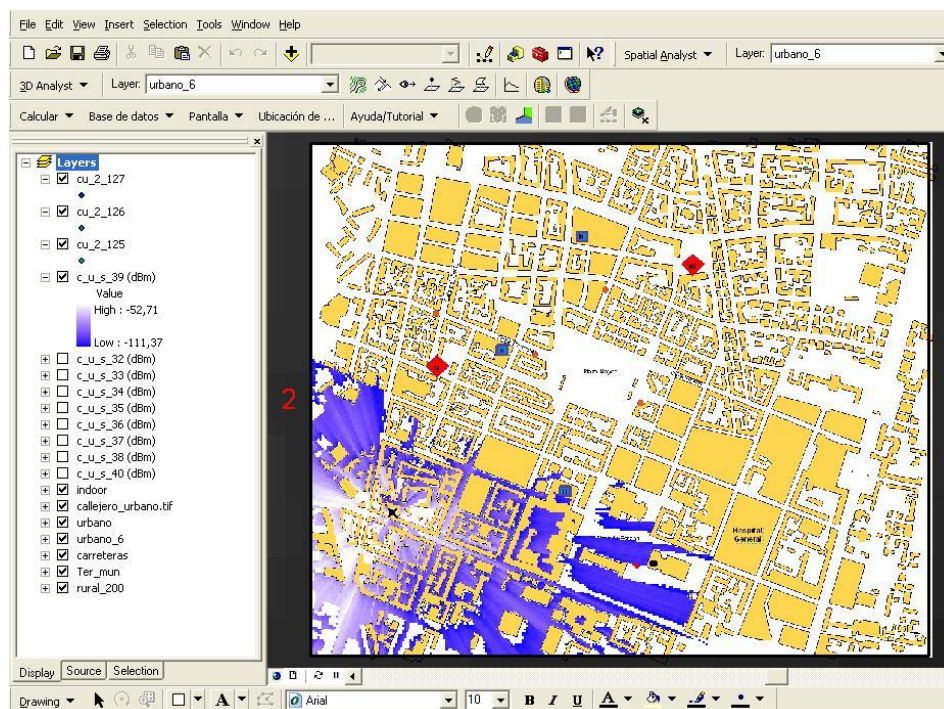 File Edit View Insert Selection Tools Window Help
Spatial Analyst Layer: urbano_6
3D Analyst Layer: urbano_6
Calcular Base de datos Pantalla Ubicación de ... Ayuda/Tutorial
Layers
cu_2_127
cu_2_126
cu_2_125
c_u_s_39 (dBm)
Value
High : -52,71
Low : -111,37
c_u_s_32 (dBm)
c_u_s_33 (dBm)
c_u_s_34 (dBm)
c_u_s_35 (dBm)
c_u_s_36 (dBm)
c_u_s_37 (dBm)
c_u_s_38 (dBm)
c_u_s_40 (dBm)
indoor
callejero_urbano.tif
urbano
urbano_6
carreteras
Ter_mun
rural_200
2
Plaza Mayor
Hospital
General
Display Source Selection
Drawing A Arial 10 B I U A